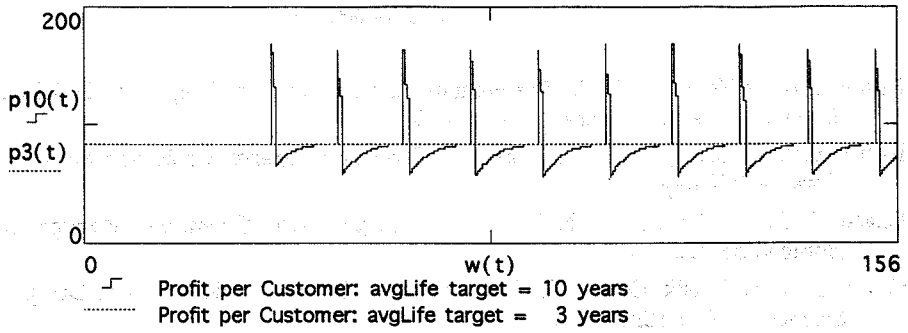 200
p10(t)
p3(t)
0
0 w(t) 156
Profit per Customer: avgLife target = 10 years
Profit per Customer: avgLife target = 3 years